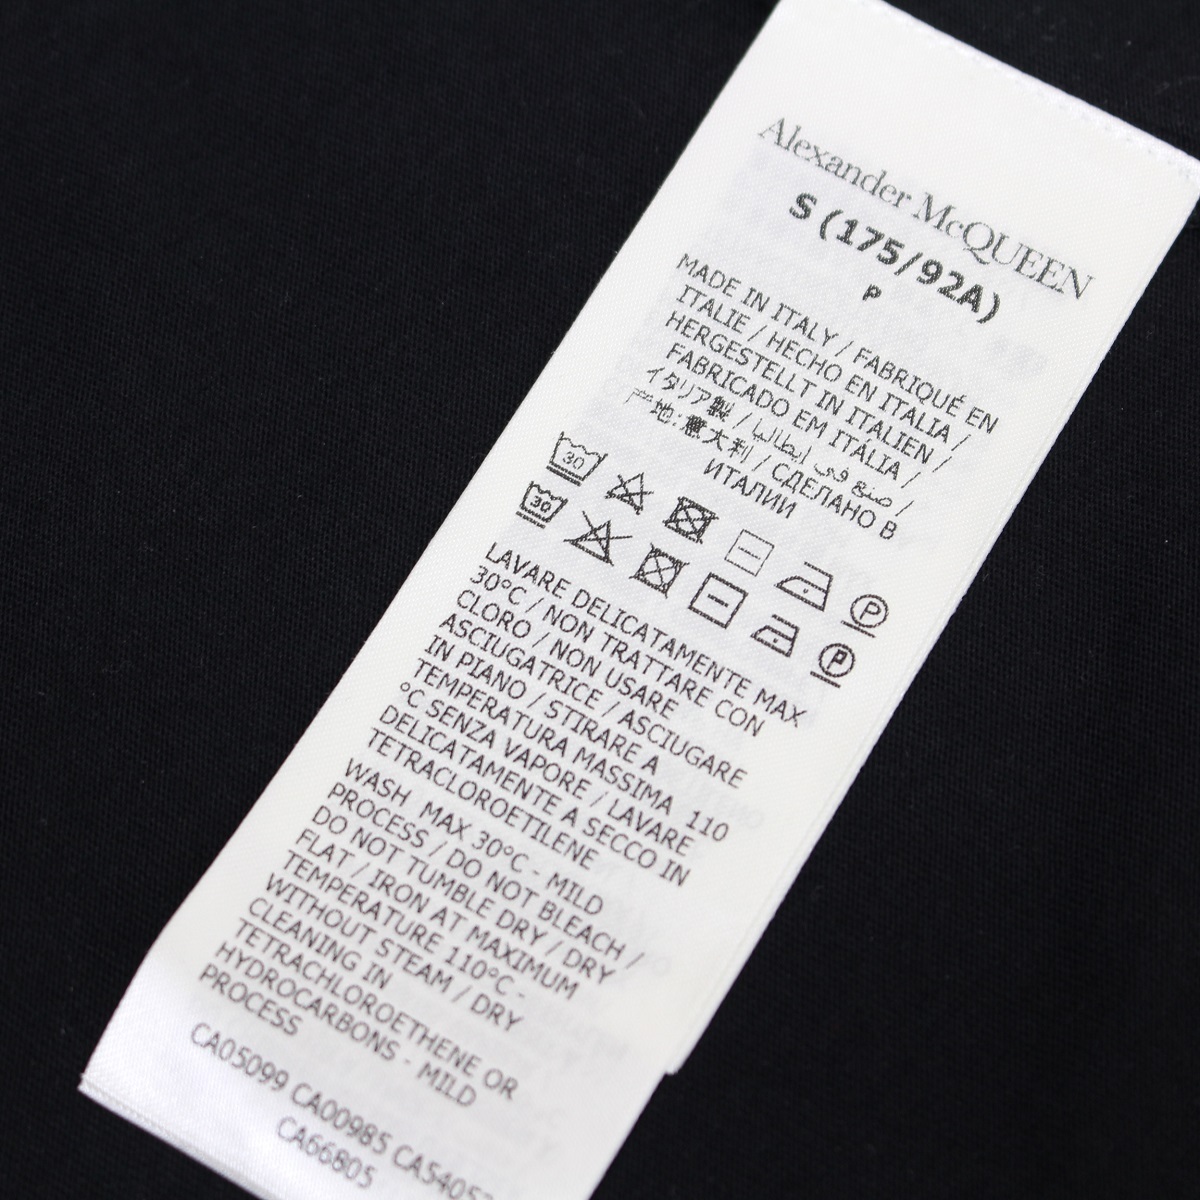 Alexander McQUEEN
S (175/92A)
P
MADE IN ITALY / FABRIQUÉ EN
ITALIE / HECHO EN ITALIA /
HERGESTELLT IN ITALIEN /
FABRICADO EM ITÁLIA /
イタリア製 / صنع في إيطاليا /
产地:意大利 / СДЕЛАНО В
ИТАЛИИ
30
P
30
P
LAVARE DELICATAMENTE MAX
30°C / NON TRATTARE CON
CLORO / NON USARE
ASCIUGATRICE / ASCIUGARE
IN PIANO / STIRARE A
TEMPERATURA MASSIMA 110
°C SENZA VAPORE / LAVARE
DELICATAMENTE A SECCO IN
TETRACLOROETILENE
WASH MAX 30°C - MILD
PROCESS / DO NOT BLEACH /
DO NOT TUMBLE DRY / DRY
FLAT / IRON AT MAXIMUM
TEMPERATURE 110°C -
WITHOUT STEAM / DRY
CLEANING IN
TETRACHLOROETHENE OR
HYDROCARBONS - MILD
PROCESS
CA05099 CA00985
CA66805